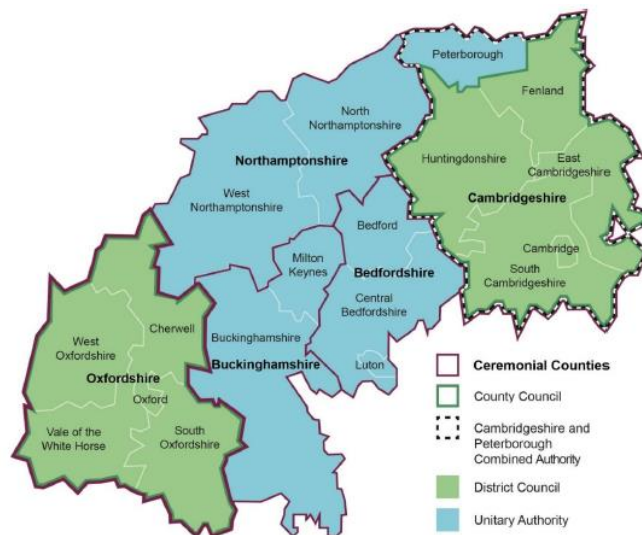 Peterborough
Fenland
North
Northamptonshire
Northamptonshire
Huntingdonshire
East
Cambridgeshire
West
Northamptonshire
Cambridgeshire
Bedford
Cambridge
Milton
Keynes
Bedfordshire
South
Cambridgeshire
Central
Bedfordshire
Cherwell
Buckinghamshire
West
Oxfordshire
Buckinghamshire
Luton
Oxfordshire
Oxford
Vale of the
White Horse
South
Oxfordshire
Ceremonial Counties
County Council
Cambridgeshire and
Peterborough
Combined Authority
District Council
Unitary Authority